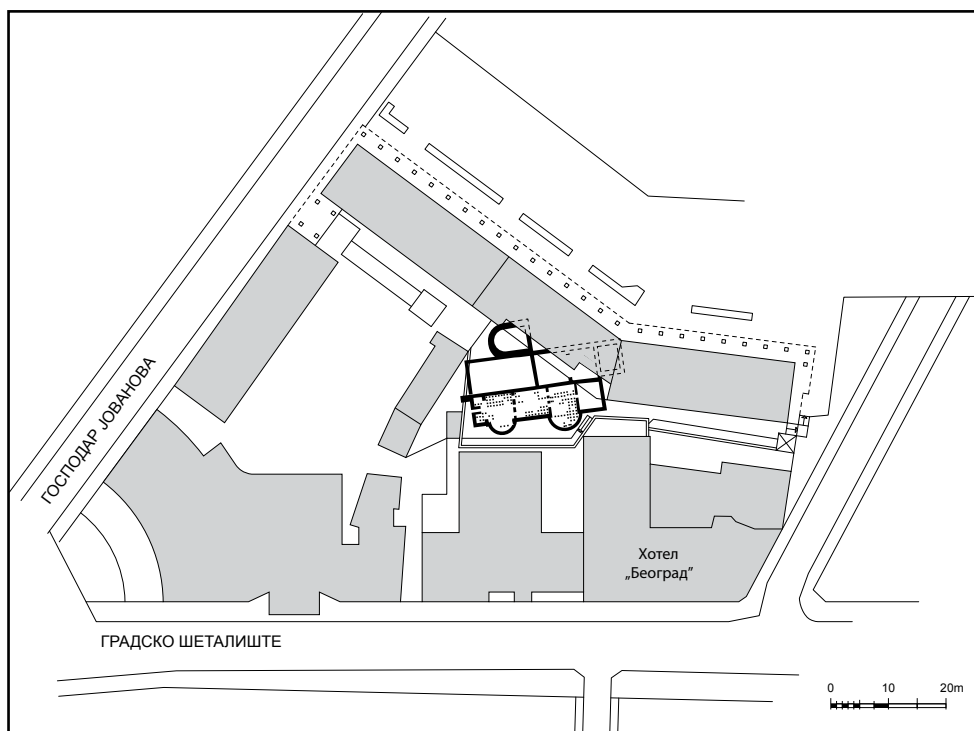 ГОСПОДАР ЈОВАНОВА
Хотел
„Београд”
ГРАДСКО ШЕТАЛИШТЕ
0 10 20m